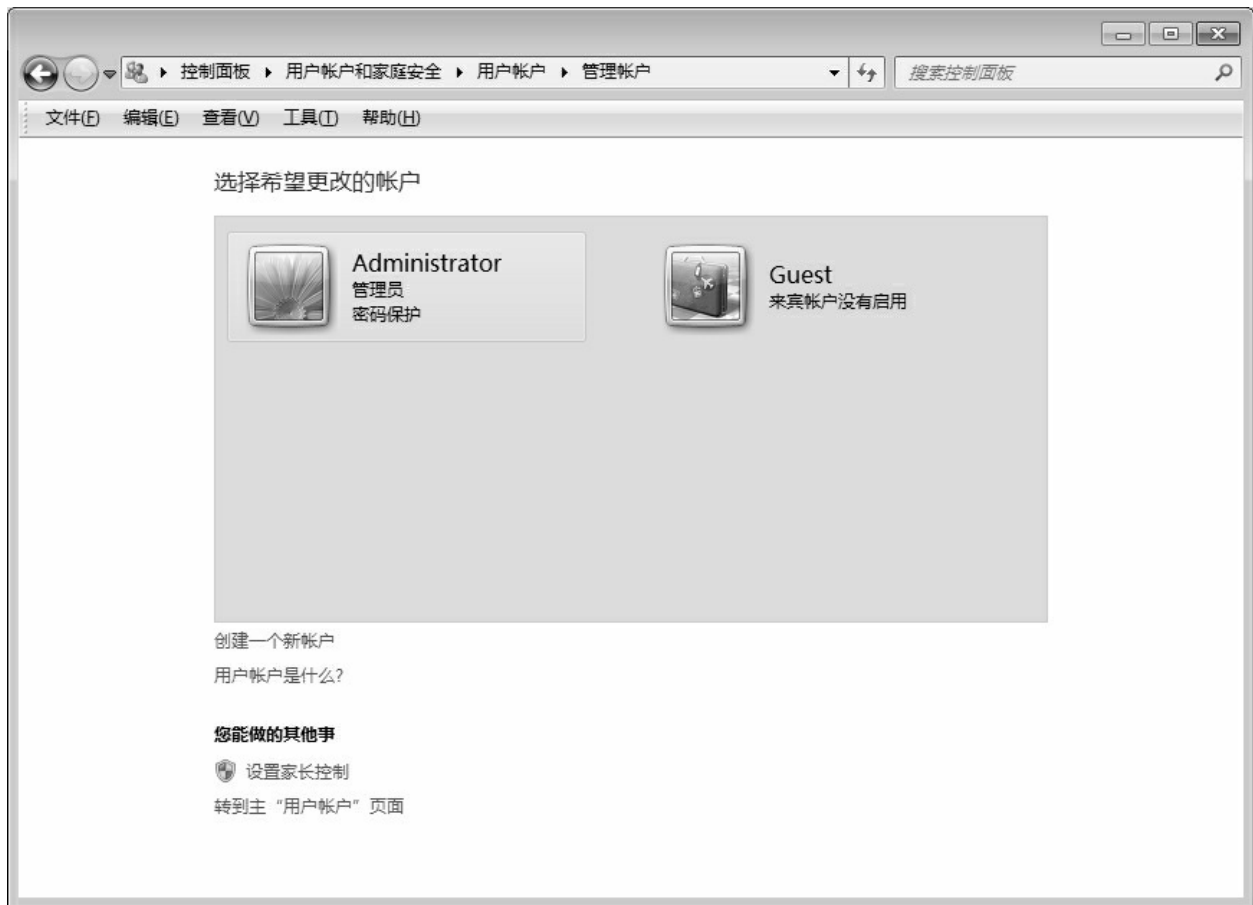 控制面板 用户帐户和家庭安全 用户帐户 管理帐户 搜索控制面板
文件(F) 编辑(E) 查看(V) 工具(T) 帮助(H)
选择希望更改的帐户
Administrator
管理员
密码保护
Guest
来宾帐户没有启用
创建一个新帐户
用户帐户是什么?
您能做的其他事
设置家长控制
转到主“用户帐户”页面